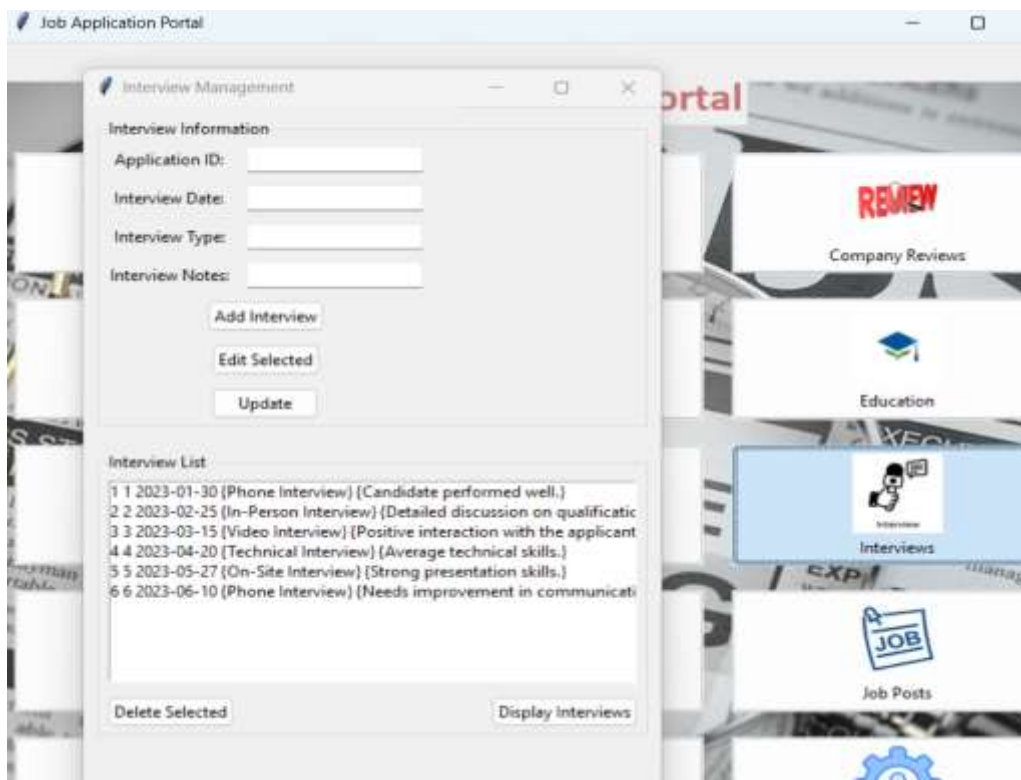 Job Application Portal
Interview Management
ortal
Interview Information
Application ID:
Interview Date:
Interview Type:
Interview Notes:
Add Interview
Edit Selected
Update
Interview List
1 1 2023-01-30 {Phone Interview} {Candidate performed well.}
2 2 2023-02-25 {In-Person Interview} {Detailed discussion on qualificatic
3 3 2023-03-15 {Video Interview} {Positive interaction with the applicant
4 4 2023-04-20 {Technical Interview} {Average technical skills.}
5 5 2023-05-27 {On-Site Interview} {Strong presentation skills.}
6 6 2023-06-10 {Phone Interview} {Needs improvement in communicati
Delete Selected
Display Interviews
REVIEW
Company Reviews
Education
Interview
Interviews
JOB
Job Posts
EXP